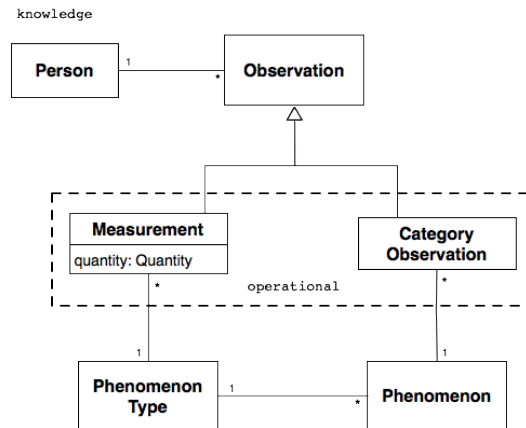 knowledge
Person
1
*
Observation
Measurement
quantity: Quantity
Category
Observation
*
operational
*
1
1
Phenomenon
Type
1
*
Phenomenon